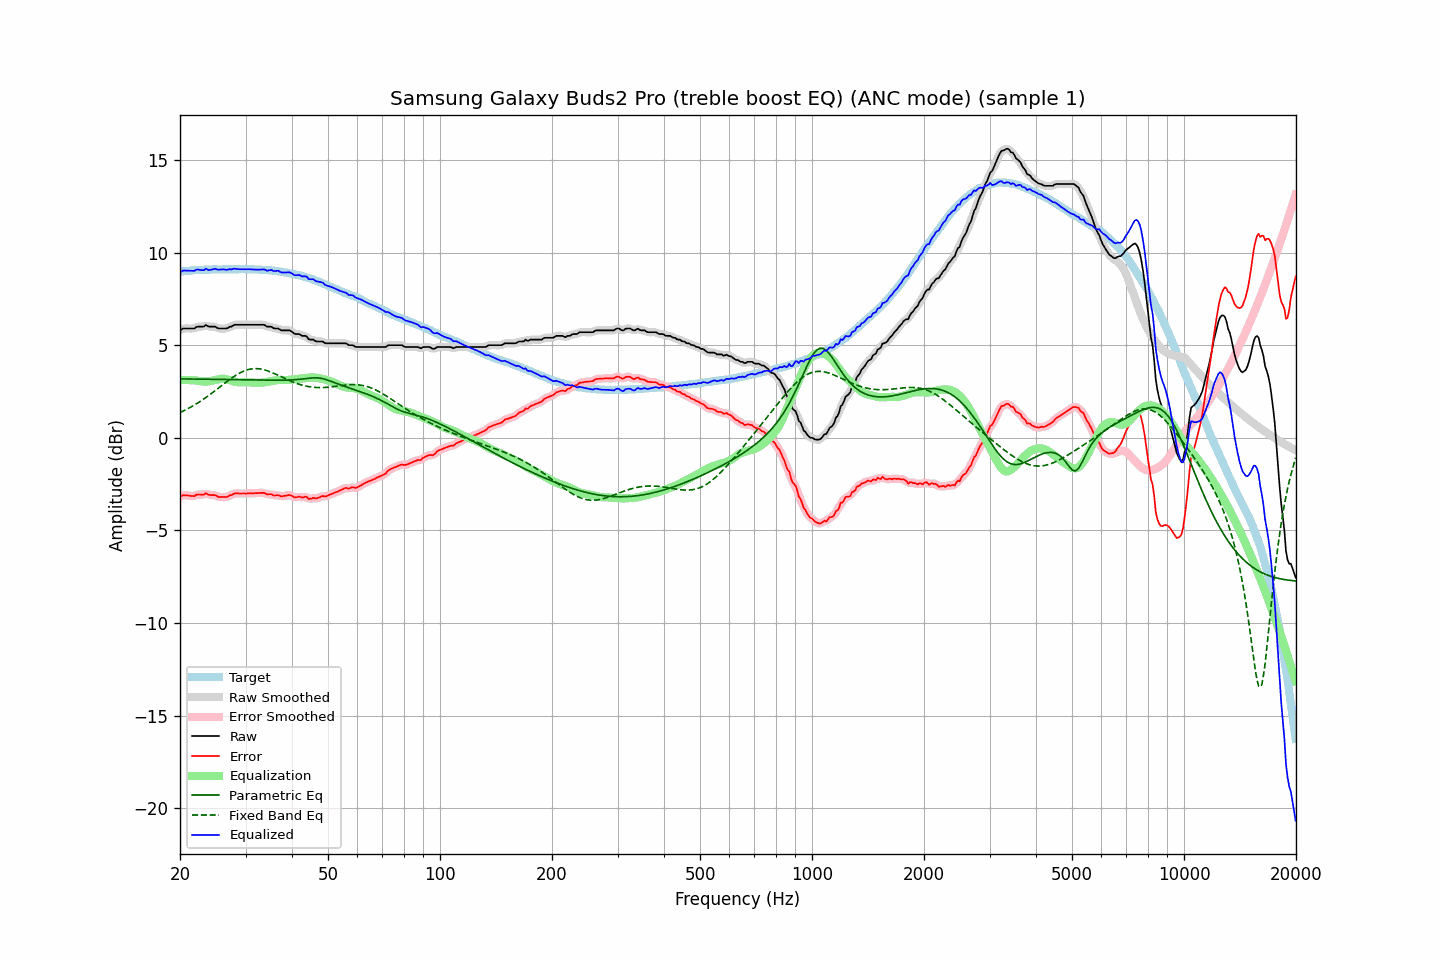 Samsung Galaxy Buds2 Pro (treble boost EQ) (ANC mode) (sample 1)
15
10
5
0
−5
−10
−15
−20
Amplitude (dBr)
Target
Raw Smoothed
Error Smoothed
Raw
Error
Equalization
Parametric Eq
Fixed Band Eq
Equalized
20 50 100 200 500 1000 2000 5000 10000 20000
Frequency (Hz)